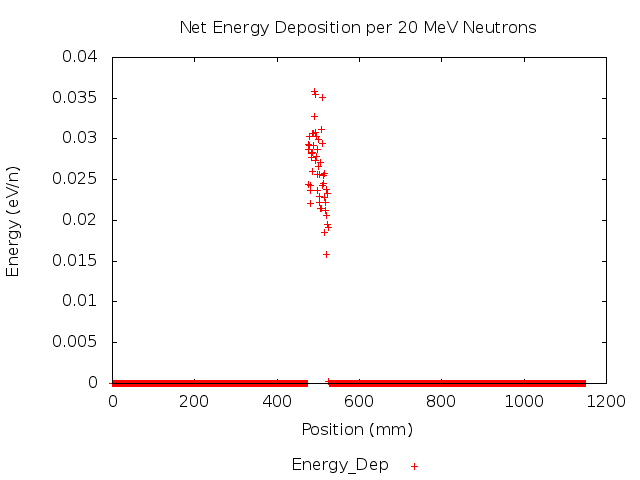 Net Energy Deposition per 20 MeV Neutrons
0.04
0.035
0.03
0.025
0.02
0.015
0.01
0.005
0
Energy (eV/n)
0 200 400 600 800 1000 1200
Position (mm)
Energy_Dep